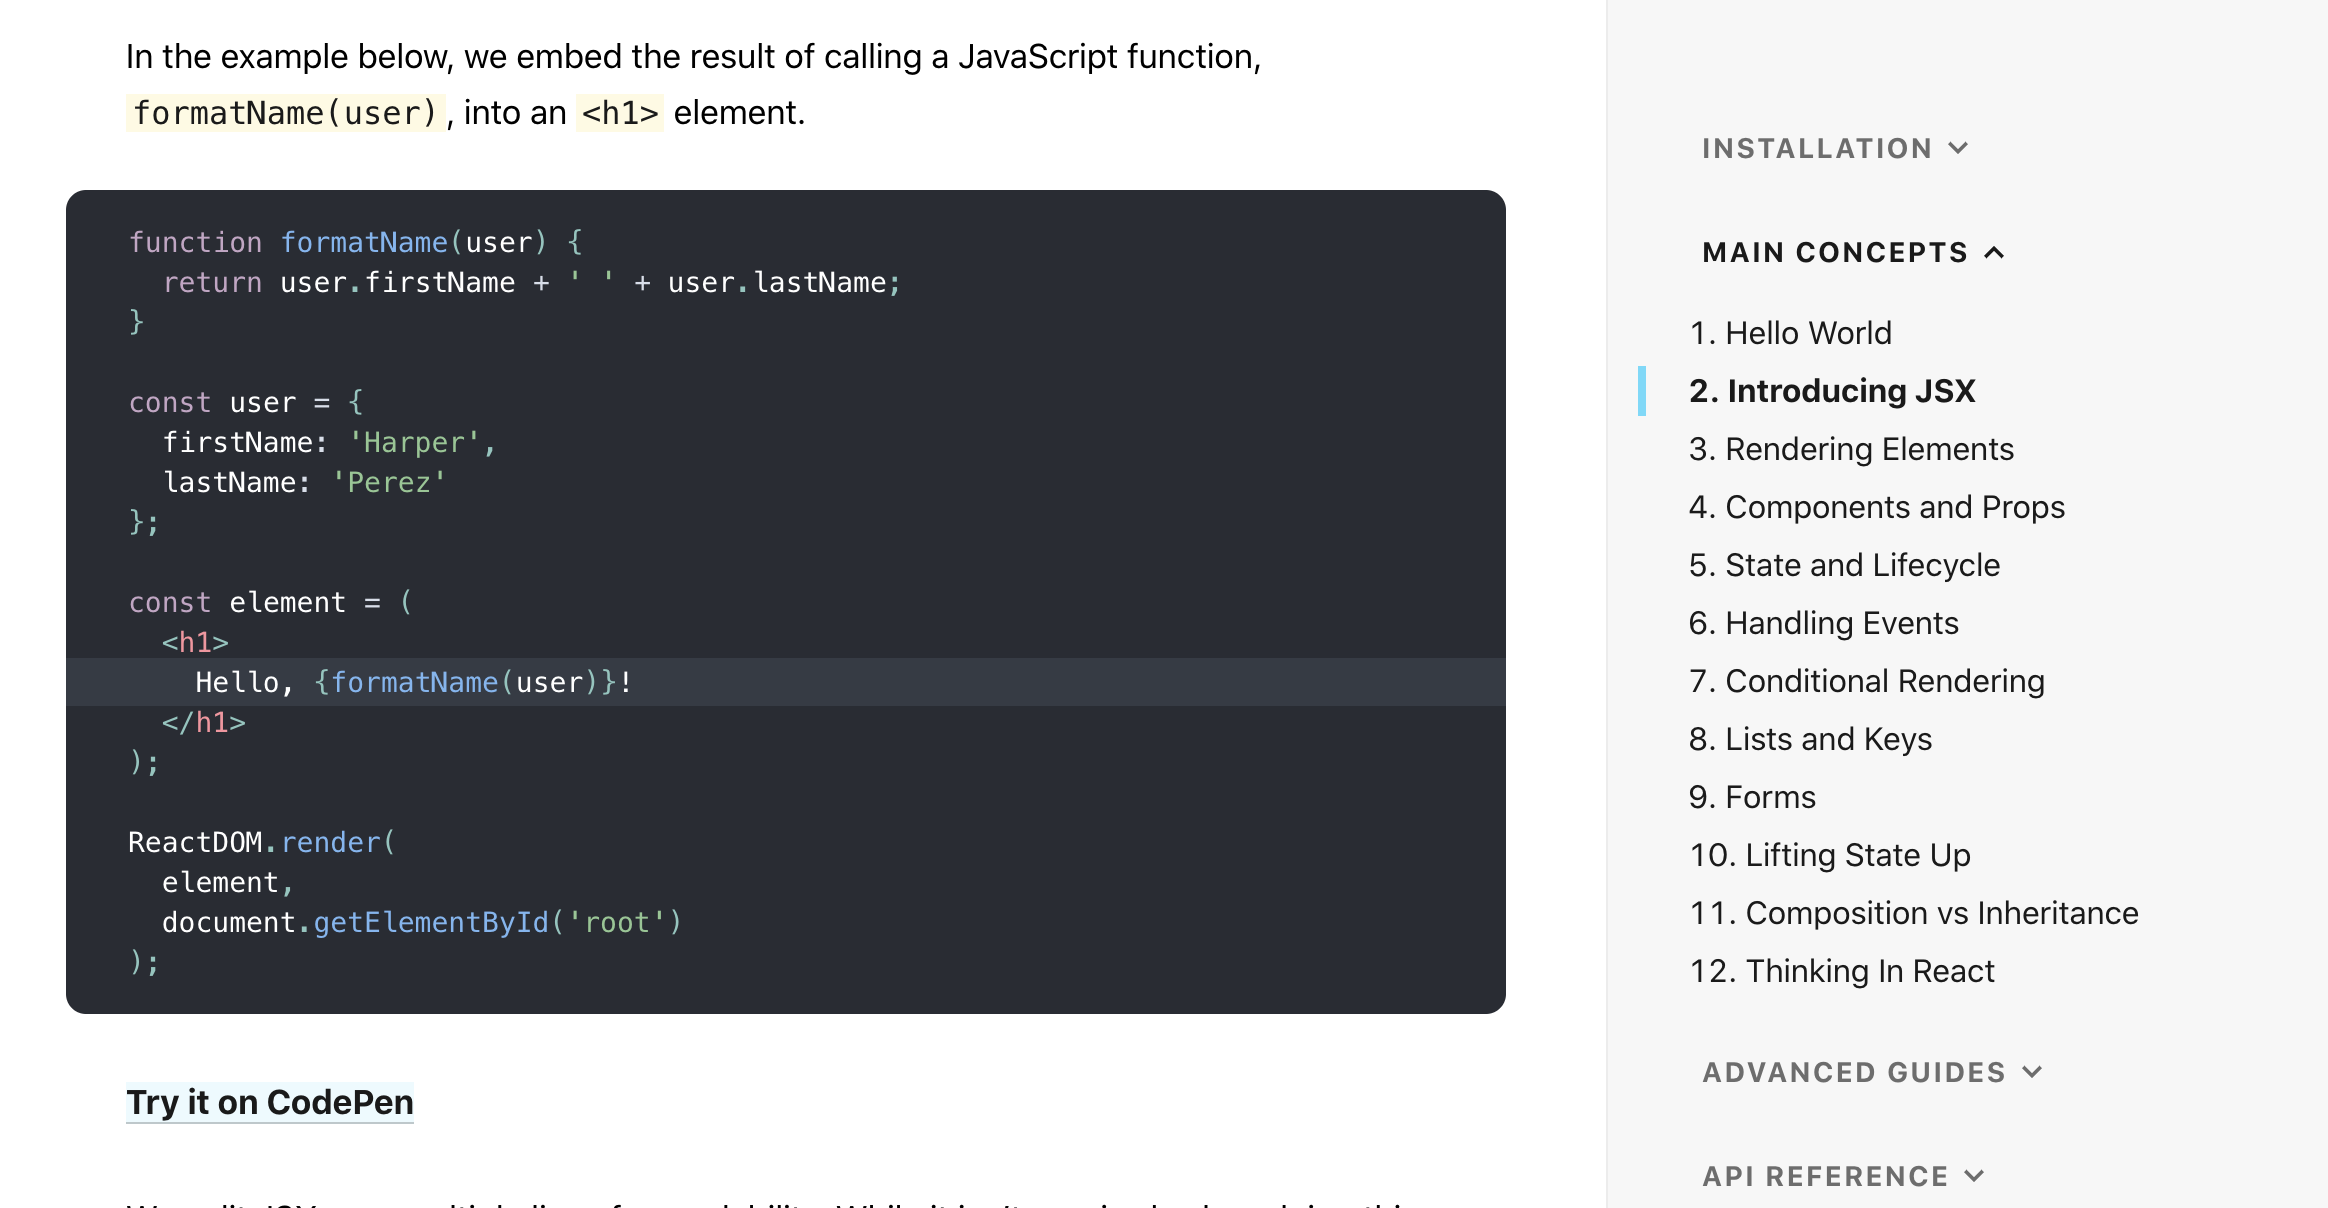 In the example below, we embed the result of calling a JavaScript function,
formatName(user), into an <h1> element.
function formatName(user) {
  return user.firstName + ' ' + user.lastName;
}
const user = {
  firstName: 'Harper',
  lastName: 'Perez'
};
const element = (
  <h1>
    Hello, {formatName(user)}!
  </h1>
);
ReactDOM.render(
  element,
  document.getElementById('root')
);
Try it on CodePen
INSTALLATION
MAIN CONCEPTS
1. Hello World
2. Introducing JSX
3. Rendering Elements
4. Components and Props
5. State and Lifecycle
6. Handling Events
7. Conditional Rendering
8. Lists and Keys
9. Forms
10. Lifting State Up
11. Composition vs Inheritance
12. Thinking In React
ADVANCED GUIDES
API REFERENCE